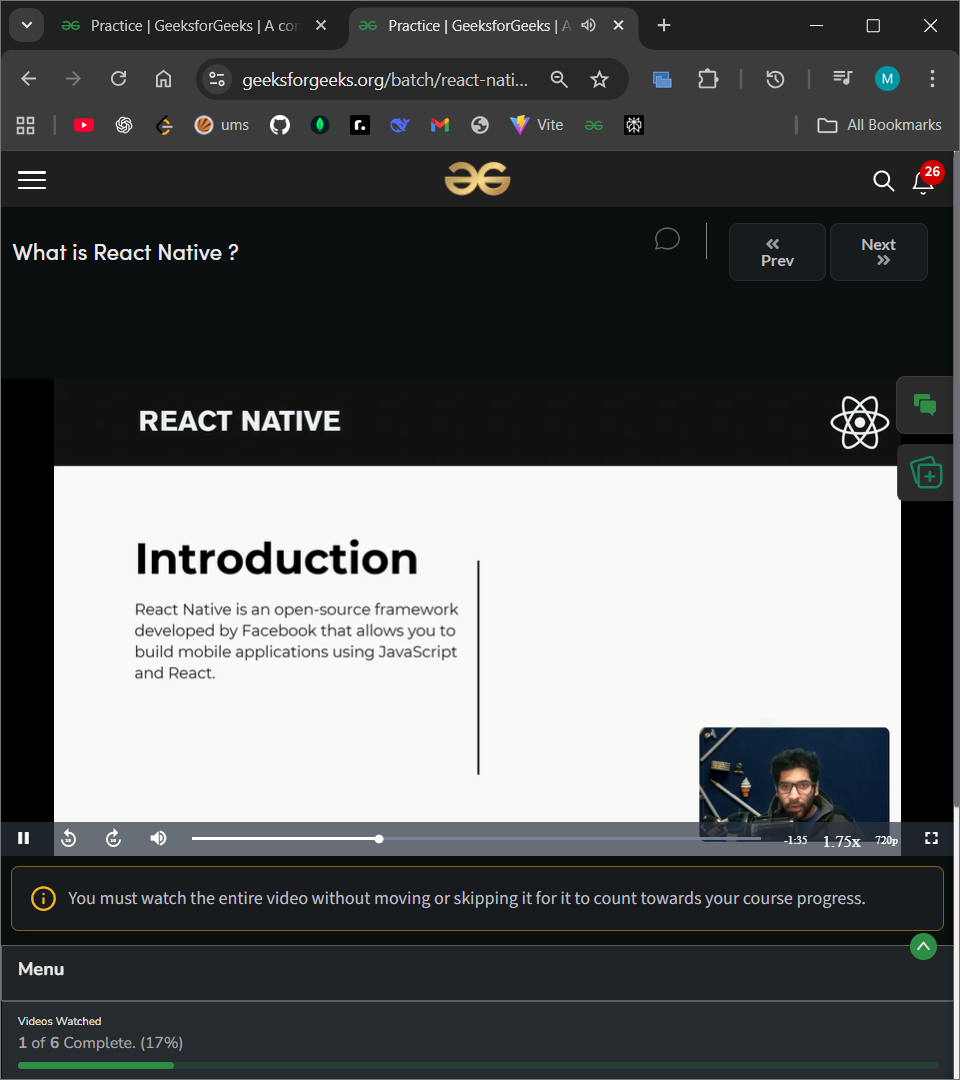 Practice | GeeksforGeeks | A con
Practice | GeeksforGeeks | A
geeksforgeeks.org/batch/react-nati...
M
ums
r.
Vite
All Bookmarks
26
What is React Native ?
Prev
Next
REACT NATIVE
Introduction
React Native is an open-source framework
developed by Facebook that allows you to
build mobile applications using JavaScript
and React.
-1:35
1.75x
720p
You must watch the entire video without moving or skipping it for it to count towards your course progress.
Menu
Videos Watched
1 of 6 Complete. (17%)